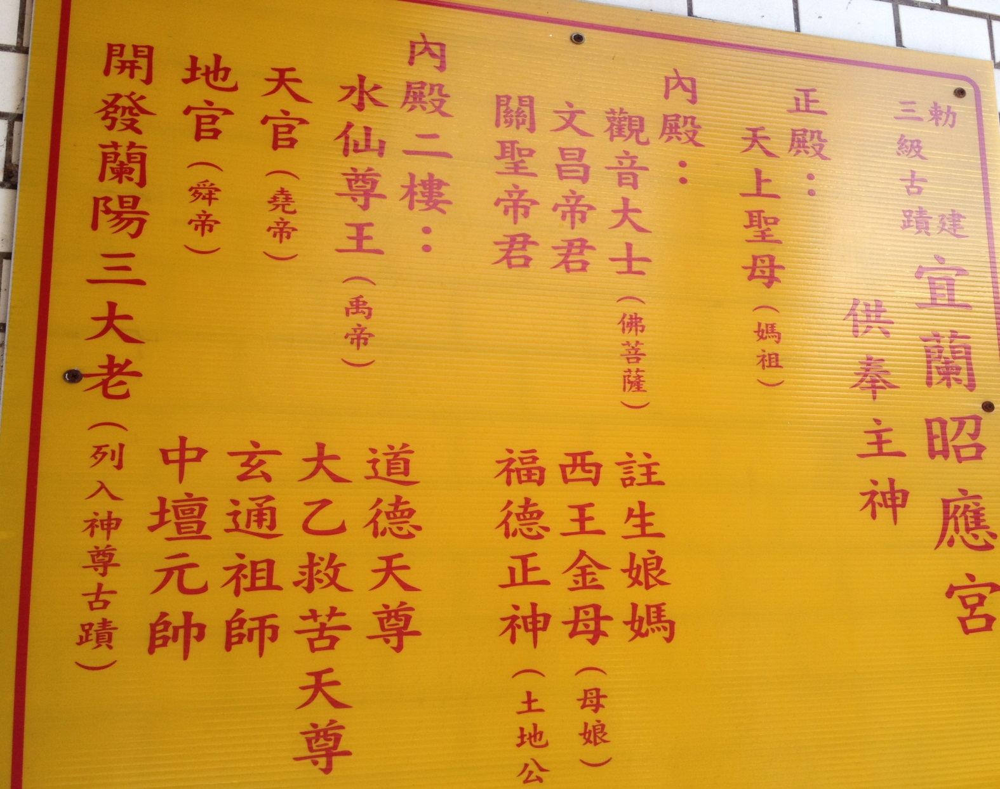 勅建
三級古蹟
宜蘭昭應宮
供奉主神
正殿：
天上聖母（媽祖）
內殿：
觀音大士（佛菩薩）
註生娘媽
文昌帝君
西王金母（母娘）
關聖帝君
福德正神（土地公
內殿二樓：
水仙尊王（禹帝）
道德天尊
天官（堯帝）
大乙救苦天尊
地官（舜帝）
玄通祖師
中壇元帥
開發蘭陽三大老（列入神尊古蹟）